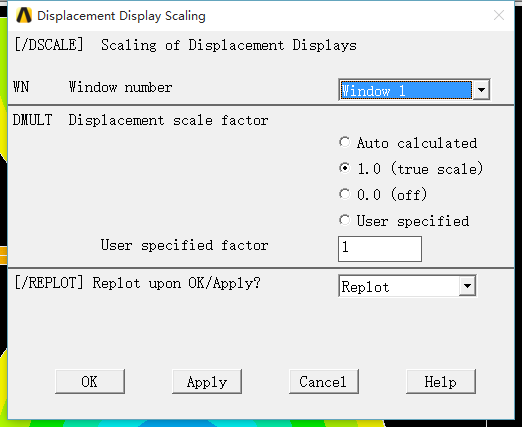 Displacement Display Scaling
[/DSCALE] Scaling of Displacement Displays
WN Window number Window 1
DMULT Displacement scale factor
Auto calculated
1.0 (true scale)
0.0 (off)
User specified
User specified factor 1
[/REPLOT] Replot upon OK/Apply? Replot
OK Apply Cancel Help